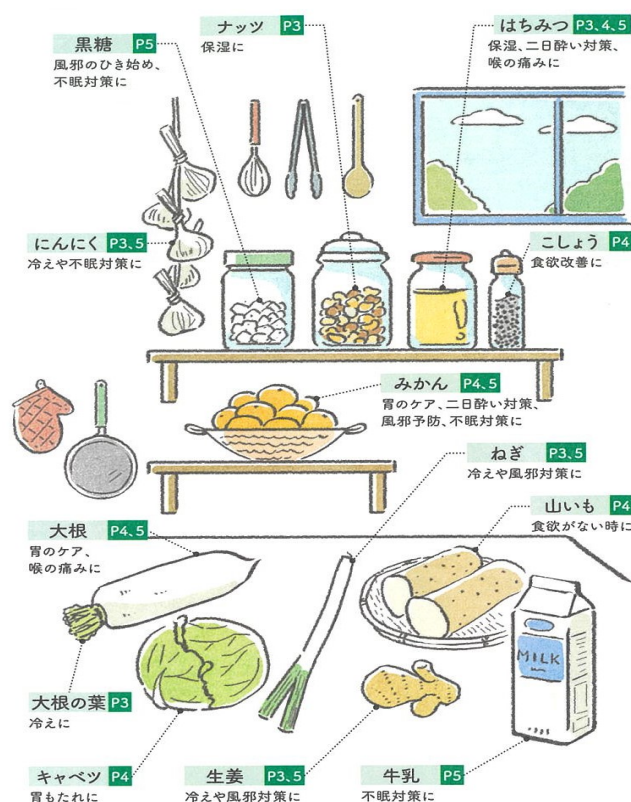 黒糖 P5
風邪のひき始め、
不眠対策に
ナッツ P3
保湿に
はちみつ P3、4、5
保湿、二日酔い対策、
喉の痛みに
にんにく P3、5
冷えや不眠対策に
こしょう P4
食欲改善に
みかん P4、5
胃のケア、二日酔い対策、
風邪予防、不眠対策に
ねぎ P3、5
冷えや風邪対策に
大根 P4、5
胃のケア、
喉の痛みに
山いも P4
食欲がない時に
MILK
大根の葉 P3
冷えに
キャベツ P4
胃もたれに
生姜 P3、5
冷えや風邪対策に
牛乳 P5
不眠対策に